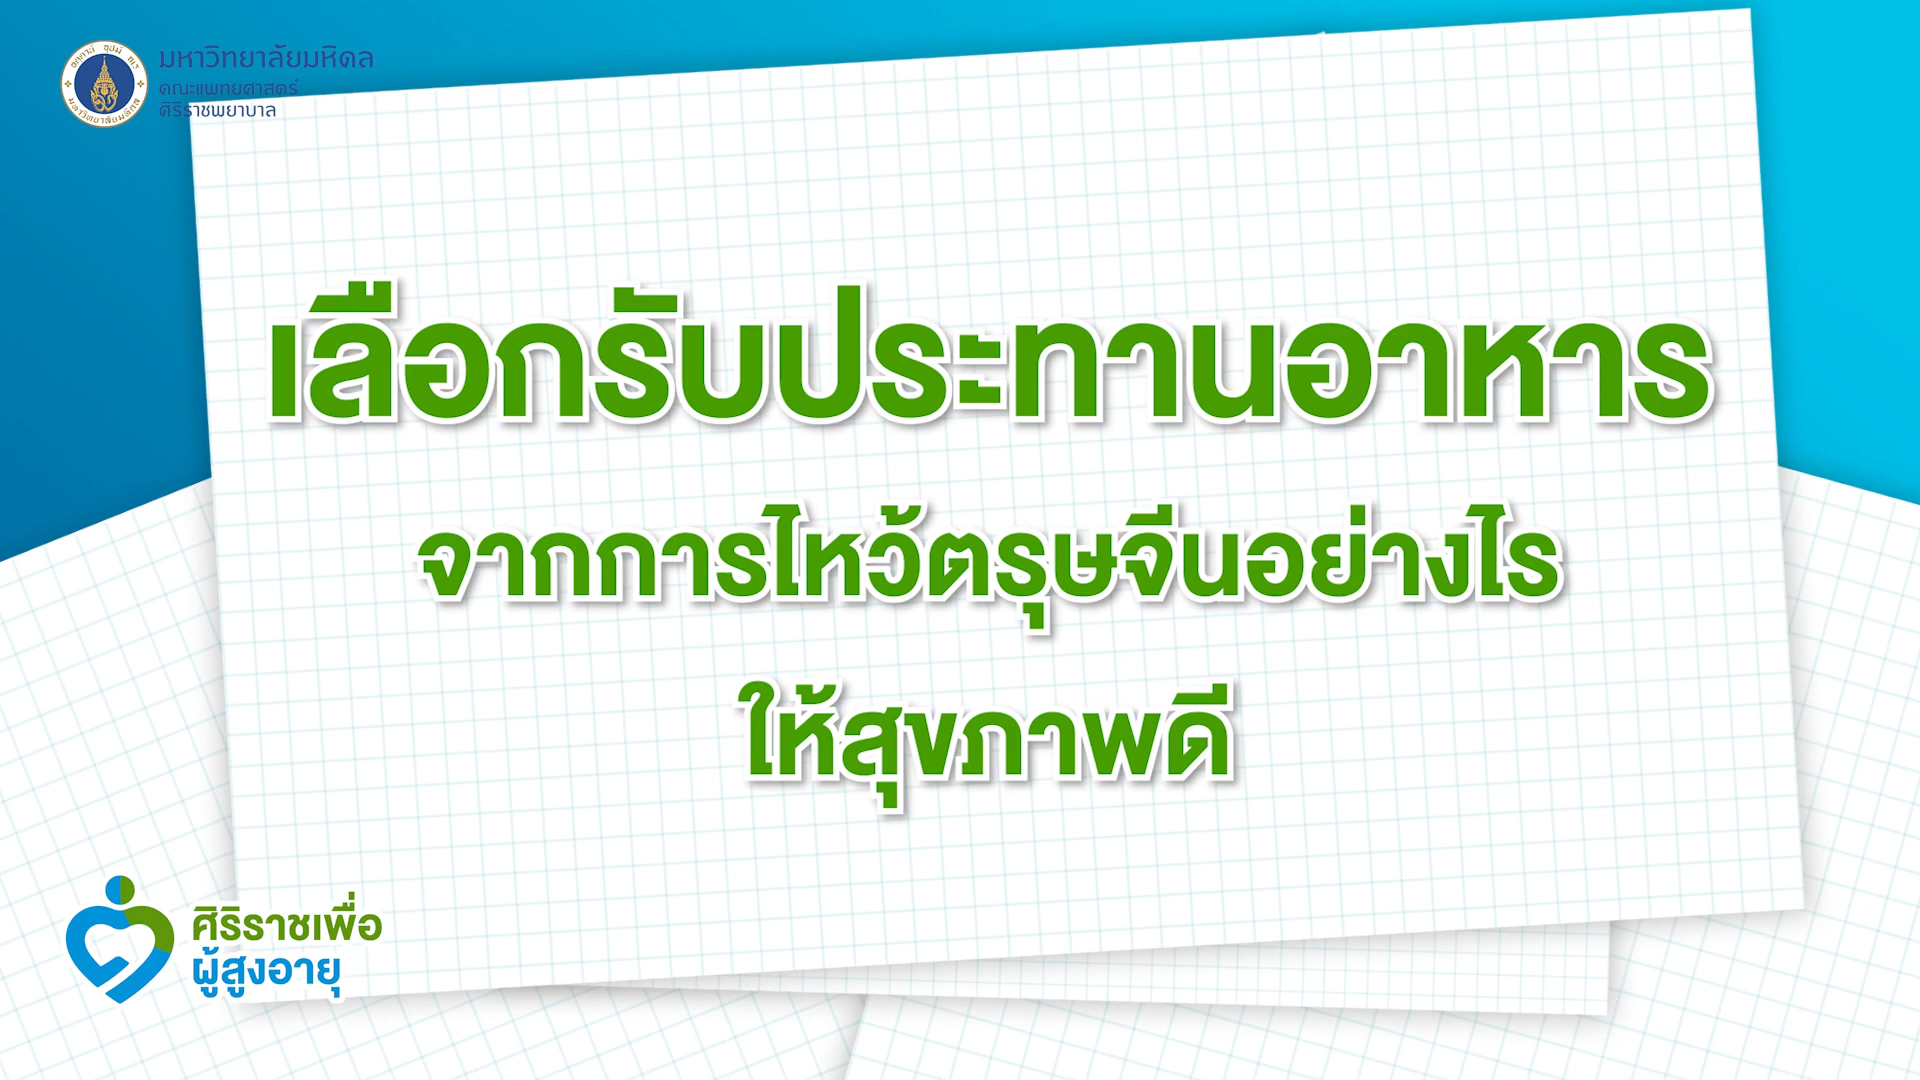 มหาวิทยาลัยมหิดล
คณะแพทยศาสตร์
ศิริราชพยาบาล
เลือกรับประทานอาหาร
จากการไหว้ตรุษจีนอย่างไร
ให้สุขภาพดี
ศิริราชเพื่อ
ผู้สูงอายุ